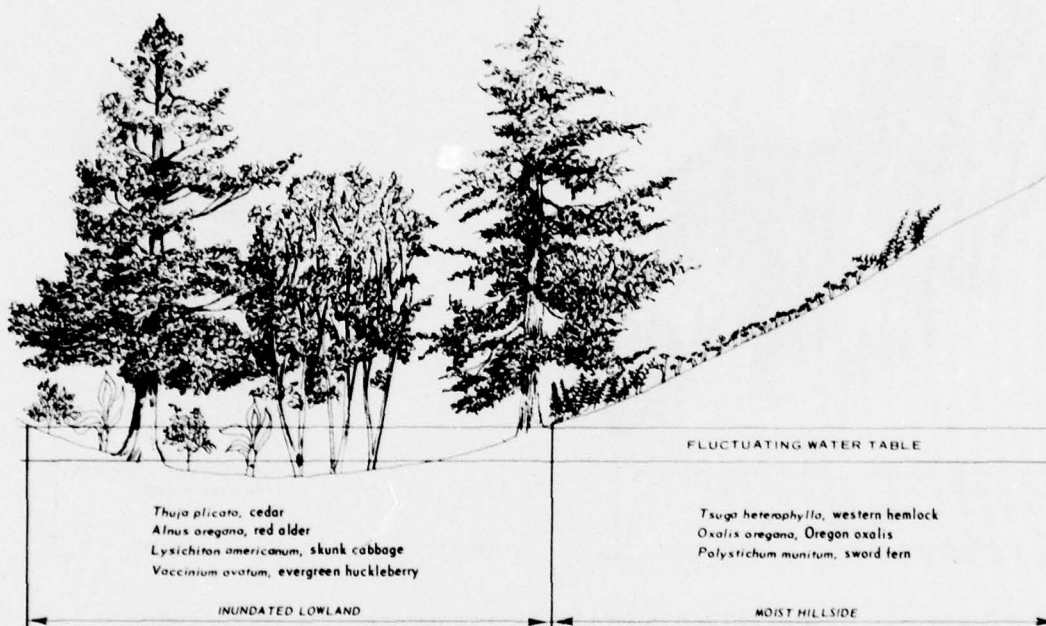 FLUCTUATING WATER TABLE
Thuja plicata, cedar
Alnus oregana, red alder
Lysichiton americanum, skunk cabbage
Vaccinium ovatum, evergreen huckleberry
Tsuga heterophylla, western hemlock
Oxalis oregana, Oregon oxalis
Polystichum munitum, sword fern
INUNDATED LOWLAND
MOIST HILLSIDE